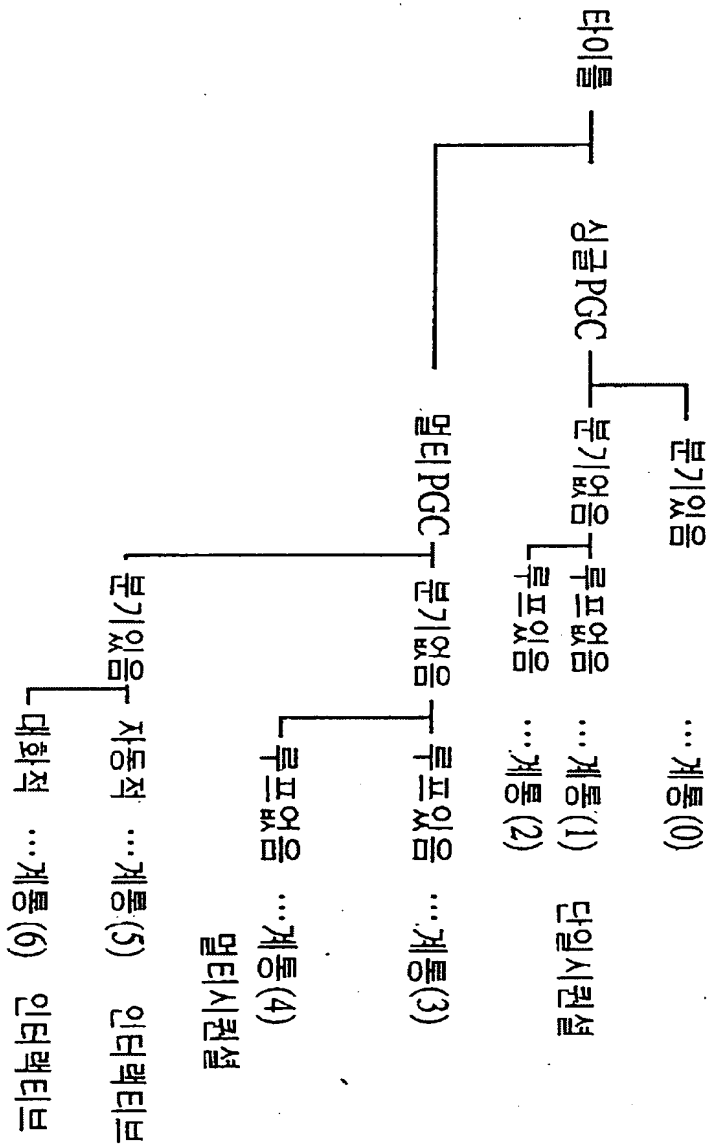 분기있음 …계통(0)
타이틀 싱글PGC 분기없음 루프없음 …계통(1) 단일시퀀셜
루프있음 …계통(2)
멀티PGC 분기없음 루프있음 …계통(3)
루프없음 …계통(4)
멀티시퀀셜
분기있음 자동적 …계통(5) 인터랙티브
대화적 …계통(6) 인터랙티브